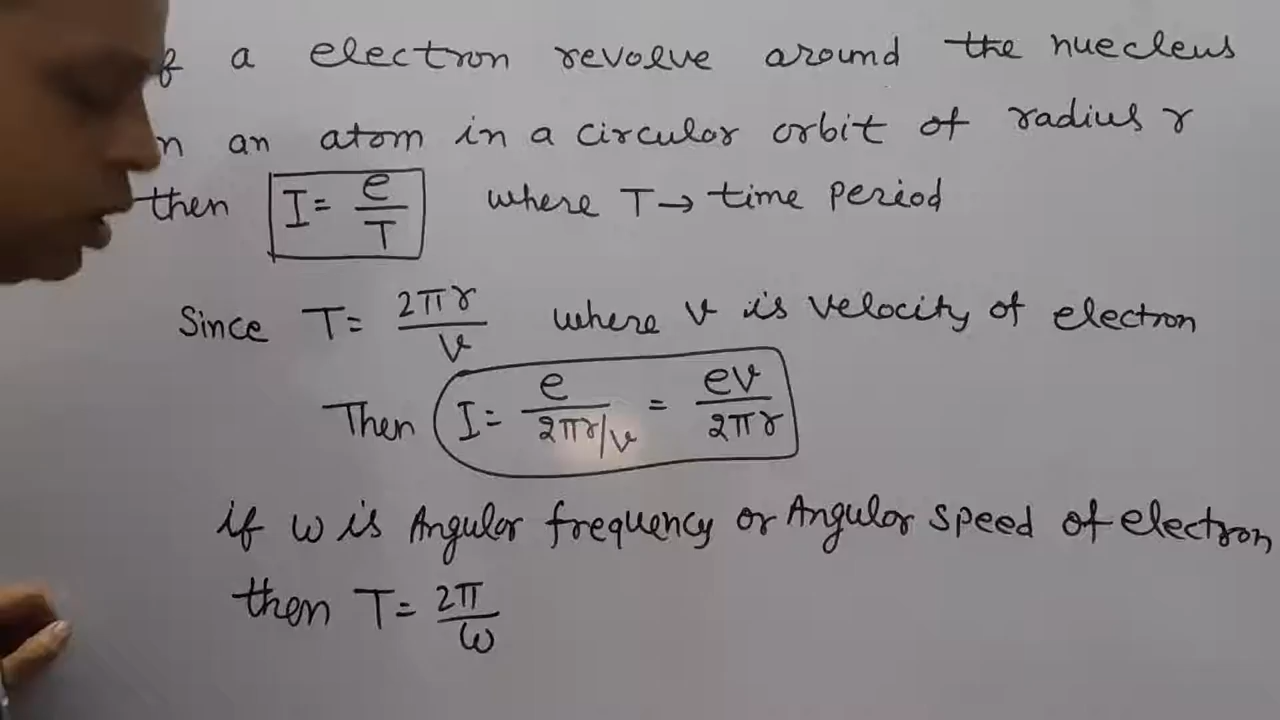 f a electron revolve around the nuecleus
n an atom in a circular orbit of radius r
then I = e/T where T → time period
Since T = 2πr/v where v is velocity of electron
Then I = e/2πr/v = ev/2πr
if ω is Angular frequency or Angular speed of electron
then T = 2π/ω